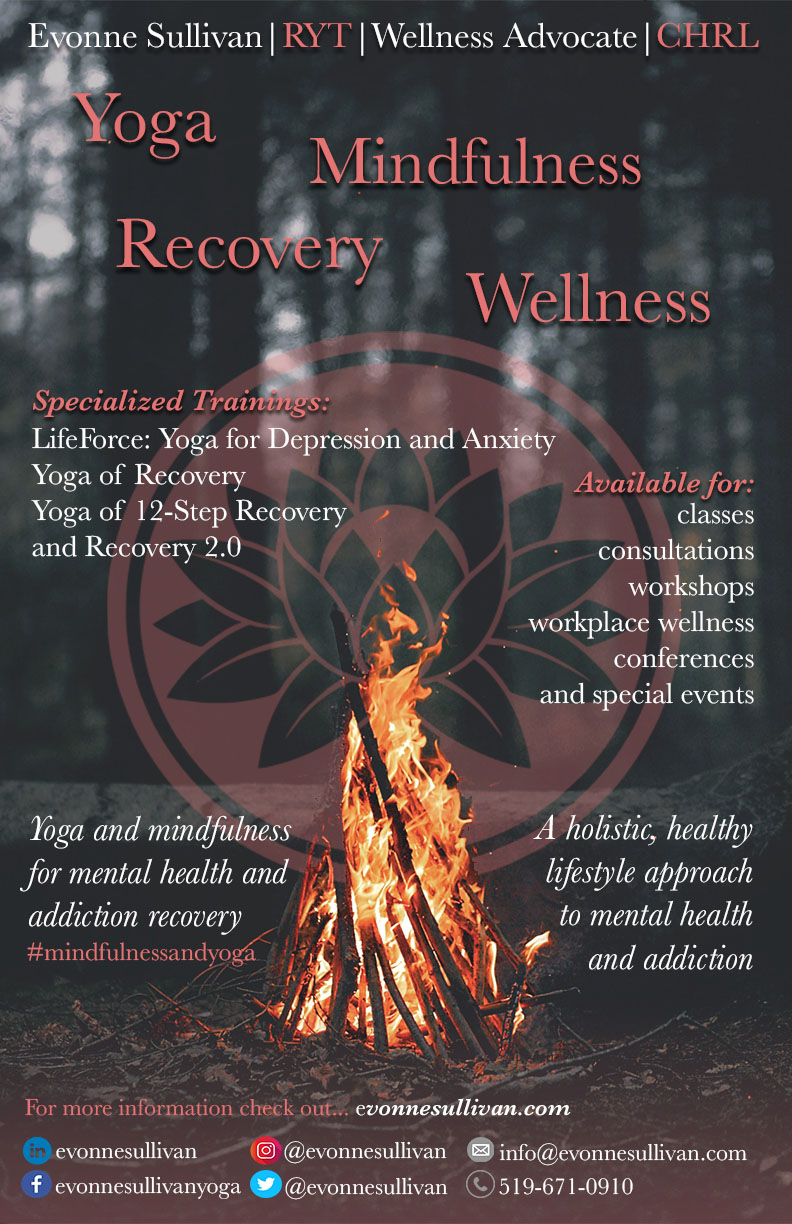 Evonne Sullivan|RYT|Wellness Advocate|CHRL
Yoga
Mindfulness
Recovery
Wellness
Specialized Trainings:
LifeForce: Yoga for Depression and Anxiety
Yoga of Recovery
Yoga of 12-Step Recovery
and Recovery 2.0
Available for:
classes
consultations
workshops
workplace wellness
conferences
and special events
Yoga and mindfulness
for mental health and
addiction recovery
#mindfulnessandyoga
A holistic, healthy
lifestyle approach
to mental health
and addiction
For more information check out... evonnesullivan.com
in evonnesullivan
@evonnesullivan
info@evonnesullivan.com
f evonnesullivanyoga
@evonnesullivan
519-671-0910